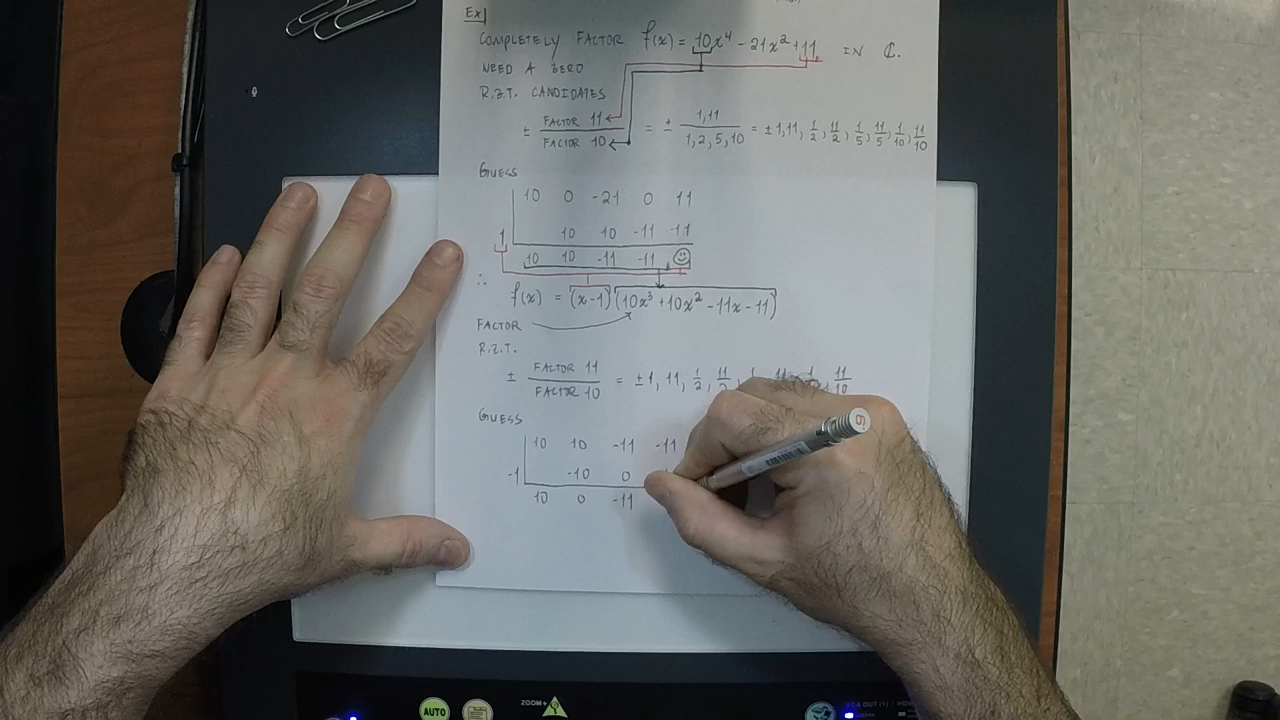 Ex|
COMPLETELY FACTOR f(x) = 10x⁴ - 21x² + 11 IN ℂ.
NEED A ZERO
R.Z.T. CANDIDATES
± FACTOR 11 / FACTOR 10 = ± 1, 11 / 1, 2, 5, 10 = ± 1, 11, 1/2, 11/2, 1/5, 11/5, 1/10, 11/10
GUESS
10 0 -21 0 11
1 10 10 -11 -11
10 10 -11 -11 ☺
∴ f(x) = (x-1)(10x³ + 10x² - 11x - 11)
FACTOR
R.Z.T.
± FACTOR 11 / FACTOR 10 = ± 1, 11, 1/2, 11/2, 11/10
GUESS
10 10 -11 -11
-1 -10 0
10 0 -11
AUTO
ZOOM+